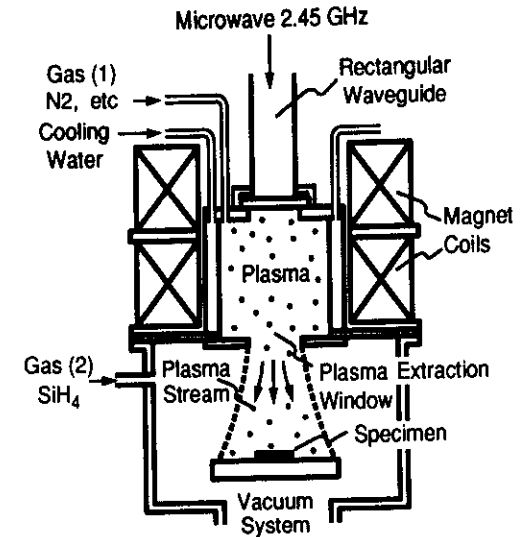 Microwave 2.45 GHz
Gas (1)
N2, etc
Cooling
Water
Rectangular
Waveguide
Magnet
Coils
Plasma
Gas (2)
SiH4
Plasma
Stream
Plasma Extraction
Window
Specimen
Vacuum
System